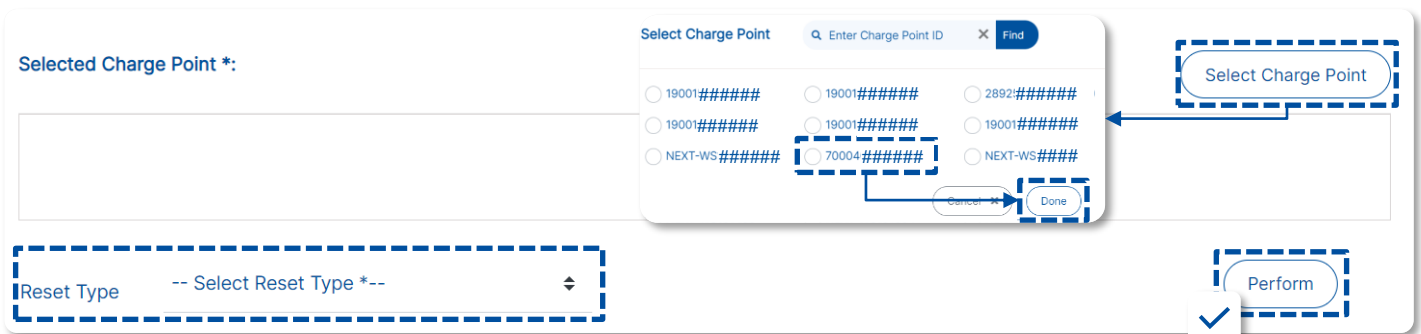 Select Charge Point
Enter Charge Point ID
Find
Selected Charge Point *:
Select Charge Point
19001######
19001######
2892######
19001######
19001######
19001######
NEXT-WS######
70004######
NEXT-WS####
Cancel ✕
Done
Reset Type
-- Select Reset Type *--
Perform